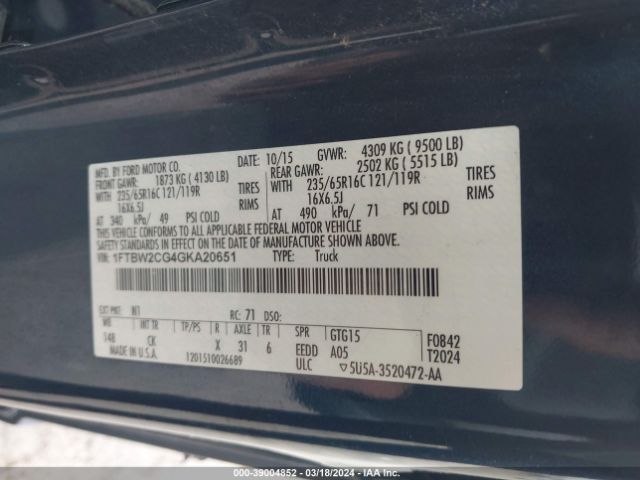 MFD. BY FORD MOTOR CO. DATE: 10/15 GVWR: 4309 KG ( 9500 LB)
FRONT GAWR: 1873 KG ( 4130 LB) REAR GAWR: 2502 KG ( 5515 LB)
WITH 235/65R16C 121/119R TIRES WITH 235/65R16C 121/119R TIRES
16X6.5J RIMS 16X6.5J RIMS
AT 340 kPa/ 49 PSI COLD AT 490 kPa/ 71 PSI COLD
THIS VEHICLE CONFORMS TO ALL APPLICABLE FEDERAL MOTOR VEHICLE
SAFETY STANDARDS IN EFFECT ON THE DATE OF MANUFACTURE SHOWN ABOVE.
VIN: 1FTBW2CG4GKA20651 TYPE: Truck
EXT PNT: N1 RC: 71 DSO:
WB INT TR TP/PS R AXLE TR SPR GTG15 F0842
148 CK X 31 6 EEDD A05 T2024
MADE IN U.S.A. 1201510026689 ULC ▽5U5A-3520472-AA
000-39004852 / 03/18/2024 - IAA Inc.